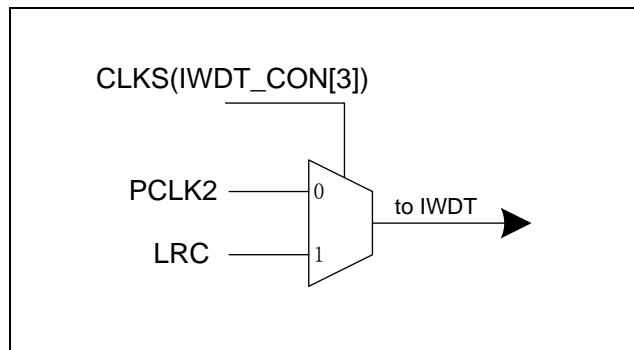 CLKS(IWDT_CON[3])
PCLK2
0
to IWDT
LRC
1